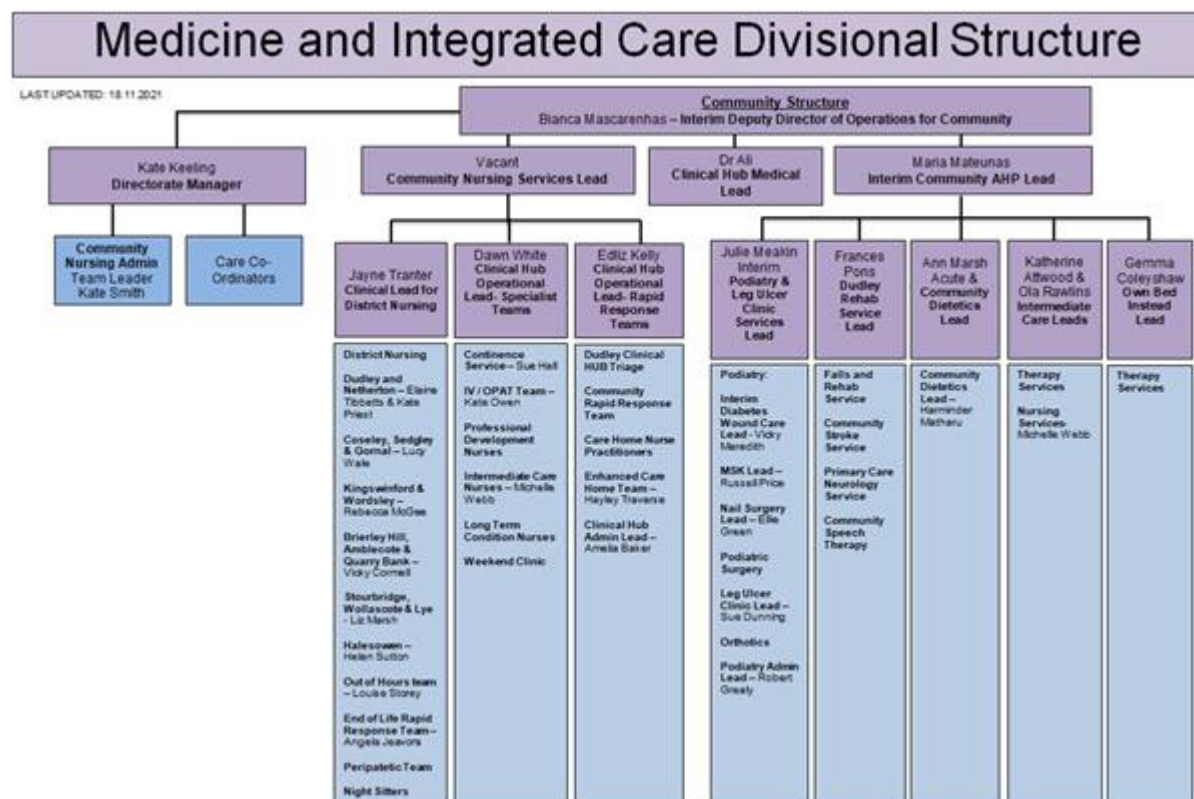 Medicine and Integrated Care Divisional Structure
LAST UPDATED: 18.11.2021
Community Structure
Bianca Mascarenhas – Interim Deputy Director of Operations for Community
Kate Keeling
Directorate Manager
Vacant
Community Nursing Services Lead
Dr Ali
Clinical Hub Medical
Lead
Maria Mateunas
Interim Community AHP Lead
Community
Nursing Admin
Team Leader
Kate Smith
Care Co-
Ordinators
Jayne Tranter
Clinical Lead for
District Nursing
District Nursing
Dudley and
Netherton – Elaine
Tibbetts & Kate
Priest
Coseley, Sedgley
& Gornal – Lucy
Wale
Kingswinford &
Wordsley –
Rebecca McGee
Brierley Hill,
Amblecote &
Quarry Bank –
Vicky Cormell
Stourbridge,
Wollascote & Lye
- Liz Marsh
Halesowen –
Helen Sutton
Out of Hours team
– Louise Storey
End of Life Rapid
Response Team –
Angela Jeavons
Peripatetic Team
Night Sitters
Dawn White
Clinical Hub
Operational
Lead- Specialist
Teams
Continence
Service – Sue Hall
IV / OPAT Team –
Kate Owen
Professional
Development
Nurses
Intermediate Care
Nurses – Michelle
Webb
Long Term
Condition Nurses
Weekend Clinic
Edliz Kelly
Clinical Hub
Operational
Lead- Rapid
Response
Teams
Dudley Clinical
HUB Triage
Community
Rapid Response
Team
Care Home Nurse
Practitioners
Enhanced Care
Home Team –
Hayley Traverse
Clinical Hub
Admin Lead –
Amelia Baker
Julie Meakin
Interim
Podiatry &
Leg Ulcer
Clinic
Services
Lead
Podiatry:
Interim
Diabetes
Wound Care
Lead - Vicky
Meredith
MSK Lead –
Russell Price
Nail Surgery
Lead – Ellie
Green
Podiatric
Surgery
Leg Ulcer
Clinic Lead –
Sue Dunning
Orthotics
Podiatry Admin
Lead – Robert
Grealy
Frances
Pons
Dudley
Rehab
Service
Lead
Falls and
Rehab
Service
Community
Stroke
Service
Primary Care
Neurology
Service
Community
Speech
Therapy
Ann Marsh
Acute &
Community
Dietetics
Lead
Community
Dietetics
Lead –
Harminder
Matharu
Katherine
Attwood &
Ola Rawlins
Intermediate
Care Leads
Therapy
Services
Nursing
Services-
Michelle Webb
Gemma
Coleyshaw
Own Bed
Instead
Lead
Therapy
Services